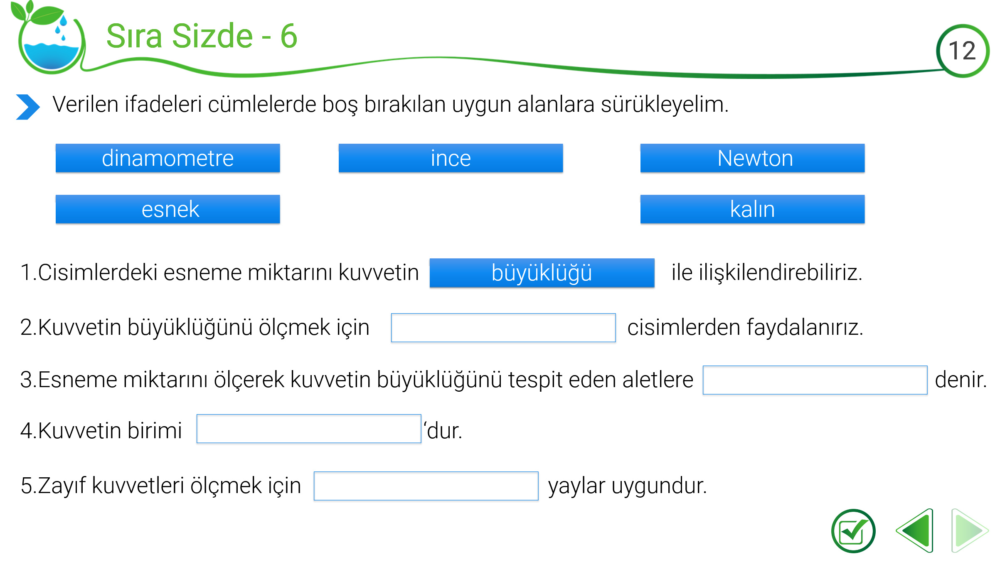 Sıra Sizde - 6
12
Verilen ifadeleri cümlelerde boş bırakılan uygun alanlara sürükleyelim.
dinamometre ince Newton
esnek kalın
1.Cisimlerdeki esneme miktarını kuvvetin büyüklüğü ile ilişkilendirebiliriz.
2.Kuvvetin büyüklüğünü ölçmek için cisimlerden faydalanırız.
3.Esneme miktarını ölçerek kuvvetin büyüklüğünü tespit eden aletlere denir.
4.Kuvvetin birimi ‘dur.
5.Zayıf kuvvetleri ölçmek için yaylar uygundur.